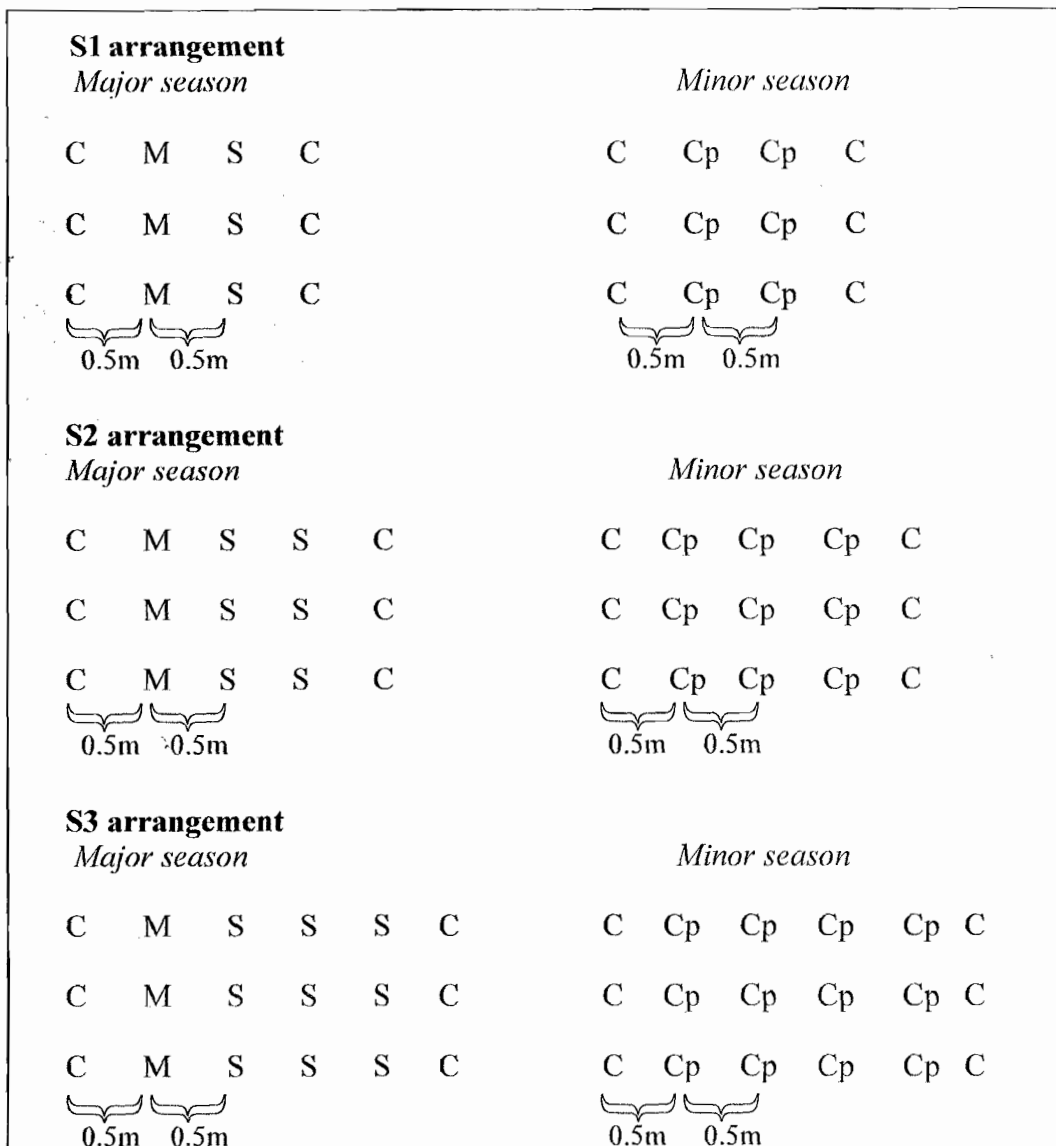 S1 arrangement
Major season Minor season
C M S C C Cp Cp C
C M S C C Cp Cp C
C M S C C Cp Cp C
0.5m 0.5m 0.5m 0.5m
S2 arrangement
Major season Minor season
C M S S C C Cp Cp Cp C
C M S S C C Cp Cp Cp C
C M S S C C Cp Cp Cp C
0.5m 0.5m 0.5m 0.5m
S3 arrangement
Major season Minor season
C M S S S C C Cp Cp Cp Cp C
C M S S S C C Cp Cp Cp Cp C
C M S S S C C Cp Cp Cp Cp C
0.5m 0.5m 0.5m 0.5m